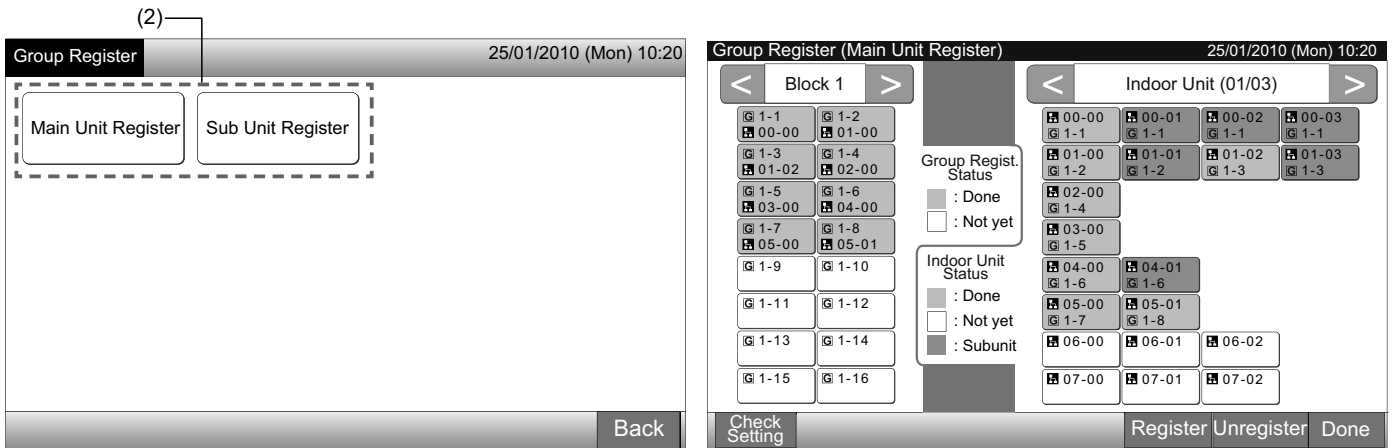 (2)
Group Register 25/01/2010 (Mon) 10:20
Main Unit Register Sub Unit Register
Back
Group Register (Main Unit Register) 25/01/2010 (Mon) 10:20
< Block 1 >
G 1-1 G 1-2
00-00 01-00
G 1-3 G 1-4
01-02 02-00
G 1-5 G 1-6
03-00 04-00
G 1-7 G 1-8
05-00 05-01
G 1-9 G 1-10
G 1-11 G 1-12
G 1-13 G 1-14
G 1-15 G 1-16
Group Regist.
Status
: Done
: Not yet
Indoor Unit
Status
: Done
: Not yet
: Subunit
< Indoor Unit (01/03) >
00-00 00-01 00-02 00-03
G 1-1 G 1-1 G 1-1 G 1-1
01-00 01-01 01-02 01-03
G 1-2 G 1-2 G 1-3 G 1-3
02-00
G 1-4
03-00
G 1-5
04-00 04-01
G 1-6 G 1-6
05-00 05-01
G 1-7 G 1-8
06-00 06-01 06-02
07-00 07-01 07-02
Check
Setting
Register Unregister Done